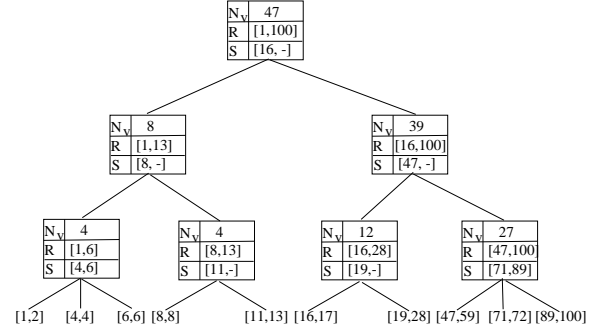 N_v 47
R [1,100]
S [16, -]
N_v 8
R [1,13]
S [8, -]
N_v 39
R [16,100]
S [47, -]
N_v 4
R [1,6]
S [4,6]
N_v 4
R [8,13]
S [11,-]
N_v 12
R [16,28]
S [19,-]
N_v 27
R [47,100]
S [71,89]
[1,2] [4,4] [6,6] [8,8] [11,13] [16,17] [19,28] [47,59] [71,72] [89,100]